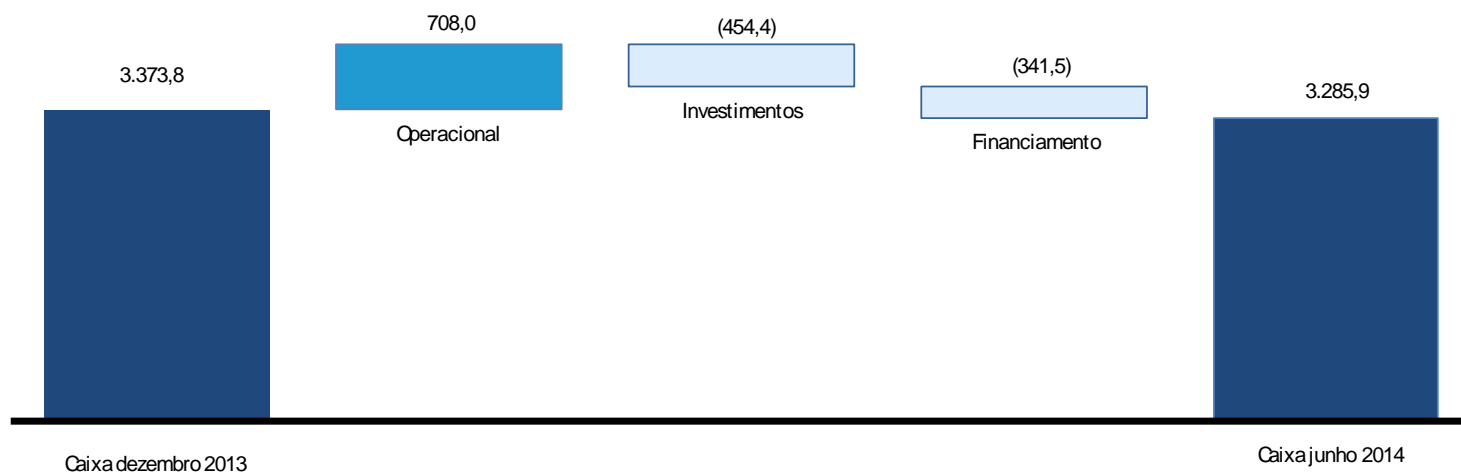 708,0
(454,4)
3.373,8
(341,5)
3.285,9
Investimentos
Operacional
Financiamento
Caixa dezembro 2013
Caixa junho 2014